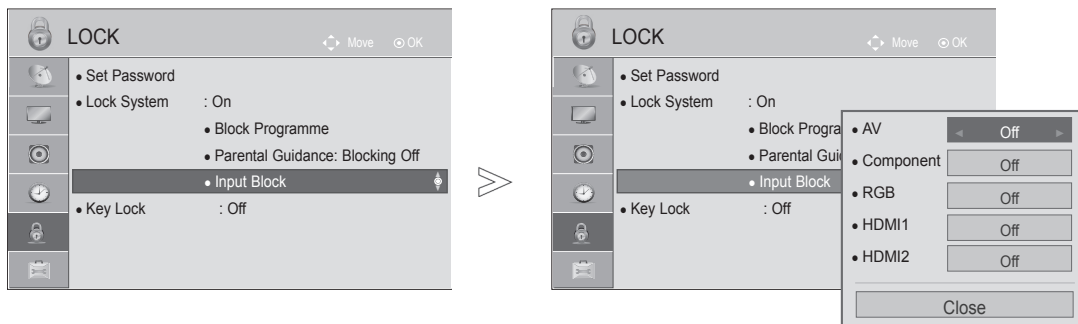 LOCK
Move
OK
• Set Password
• Lock System : On
• Block Programme
• Parental Guidance: Blocking Off
• Input Block
• Key Lock : Off
LOCK
Move
OK
• Set Password
• Lock System : On
• Block Progra
• Parental Guid
• Input Block
• Key Lock : Off
• AV Off
• Component Off
• RGB Off
• HDMI1 Off
• HDMI2 Off
Close